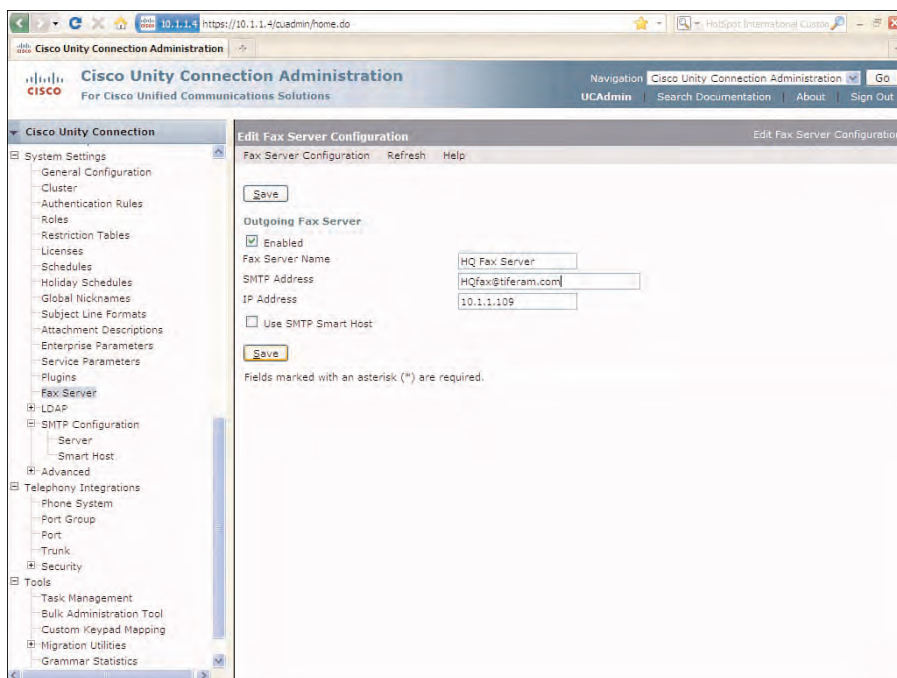 10.1.1.4 https://10.1.1.4/cuadmin/home.do
HotSpot International Custom
Cisco Unity Connection Administration
CISCO
Cisco Unity Connection Administration
For Cisco Unified Communications Solutions
Navigation Cisco Unity Connection Administration Go
UCAdmin Search Documentation About Sign Out
Cisco Unity Connection
System Settings
General Configuration
Cluster
Authentication Rules
Roles
Restriction Tables
Licenses
Schedules
Holiday Schedules
Global Nicknames
Subject Line Formats
Attachment Descriptions
Enterprise Parameters
Service Parameters
Plugins
Fax Server
LDAP
SMTP Configuration
Server
Smart Host
Advanced
Telephony Integrations
Phone System
Port Group
Port
Trunk
Security
Tools
Task Management
Bulk Administration Tool
Custom Keypad Mapping
Migration Utilities
Grammar Statistics
Edit Fax Server Configuration
Edit Fax Server Configuration
Fax Server Configuration Refresh Help
Save
Outgoing Fax Server
Enabled
Fax Server Name HQ Fax Server
SMTP Address HQfax@tiferam.com
IP Address 10.1.1.109
Use SMTP Smart Host
Save
Fields marked with an asterisk (*) are required.